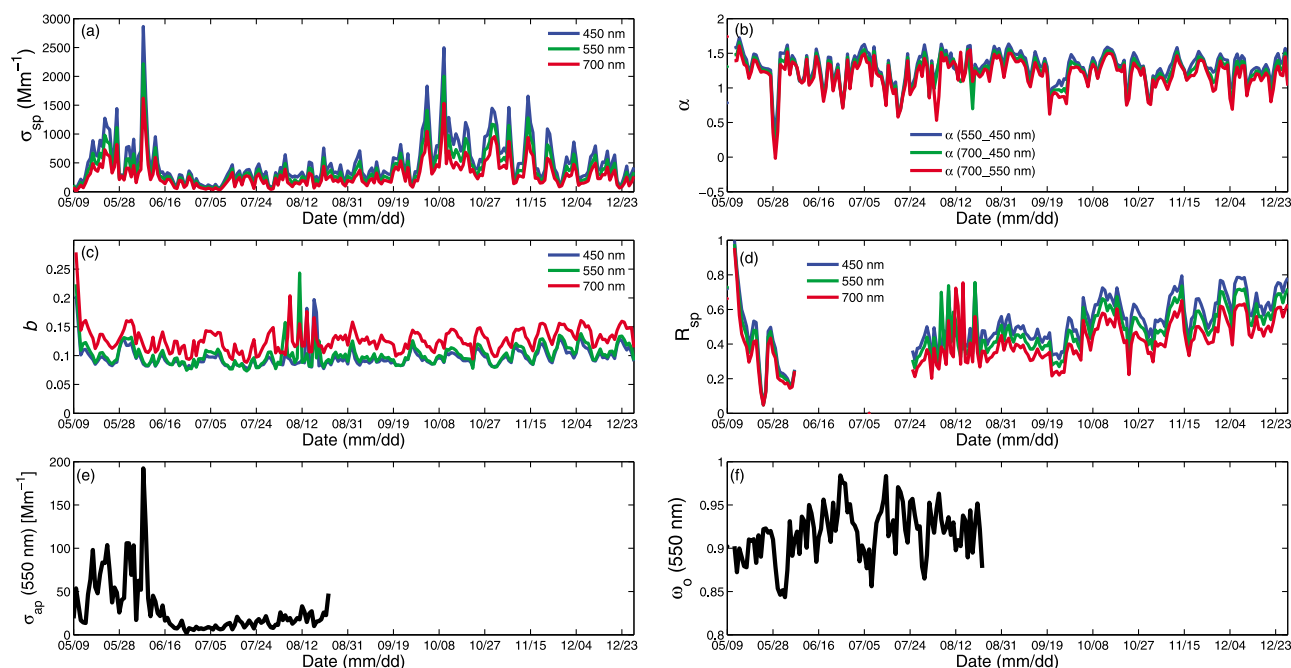 (a)
450 nm
550 nm
700 nm
σsp (Mm⁻¹)
3000
2500
2000
1500
1000
500
0
05/09 05/28 06/16 07/05 07/24 08/12 08/31 09/19 10/08 10/27 11/15 12/04 12/23
Date (mm/dd)
(b)
α
2
1.5
1
0.5
0
−0.5
α (550_450 nm)
α (700_450 nm)
α (700_550 nm)
05/09 05/28 06/16 07/05 07/24 08/12 08/31 09/19 10/08 10/27 11/15 12/04 12/23
Date (mm/dd)
(c)
450 nm
550 nm
700 nm
b
0.25
0.2
0.15
0.1
0.05
0
05/09 05/28 06/16 07/05 07/24 08/12 08/31 09/19 10/08 10/27 11/15 12/04 12/23
Date (mm/dd)
(d)
450 nm
550 nm
700 nm
Rsp
1
0.8
0.6
0.4
0.2
0
05/09 05/28 06/16 07/05 07/24 08/12 08/31 09/19 10/08 10/27 11/15 12/04 12/23
Date (mm/dd)
(e)
σap (550 nm) [Mm⁻¹]
200
150
100
50
0
05/09 05/28 06/16 07/05 07/24 08/12 08/31 09/19 10/08 10/27 11/15 12/04 12/23
Date (mm/dd)
(f)
ωo (550 nm)
1
0.95
0.9
0.85
0.8
05/09 05/28 06/16 07/05 07/24 08/12 08/31 09/19 10/08 10/27 11/15 12/04 12/23
Date (mm/dd)